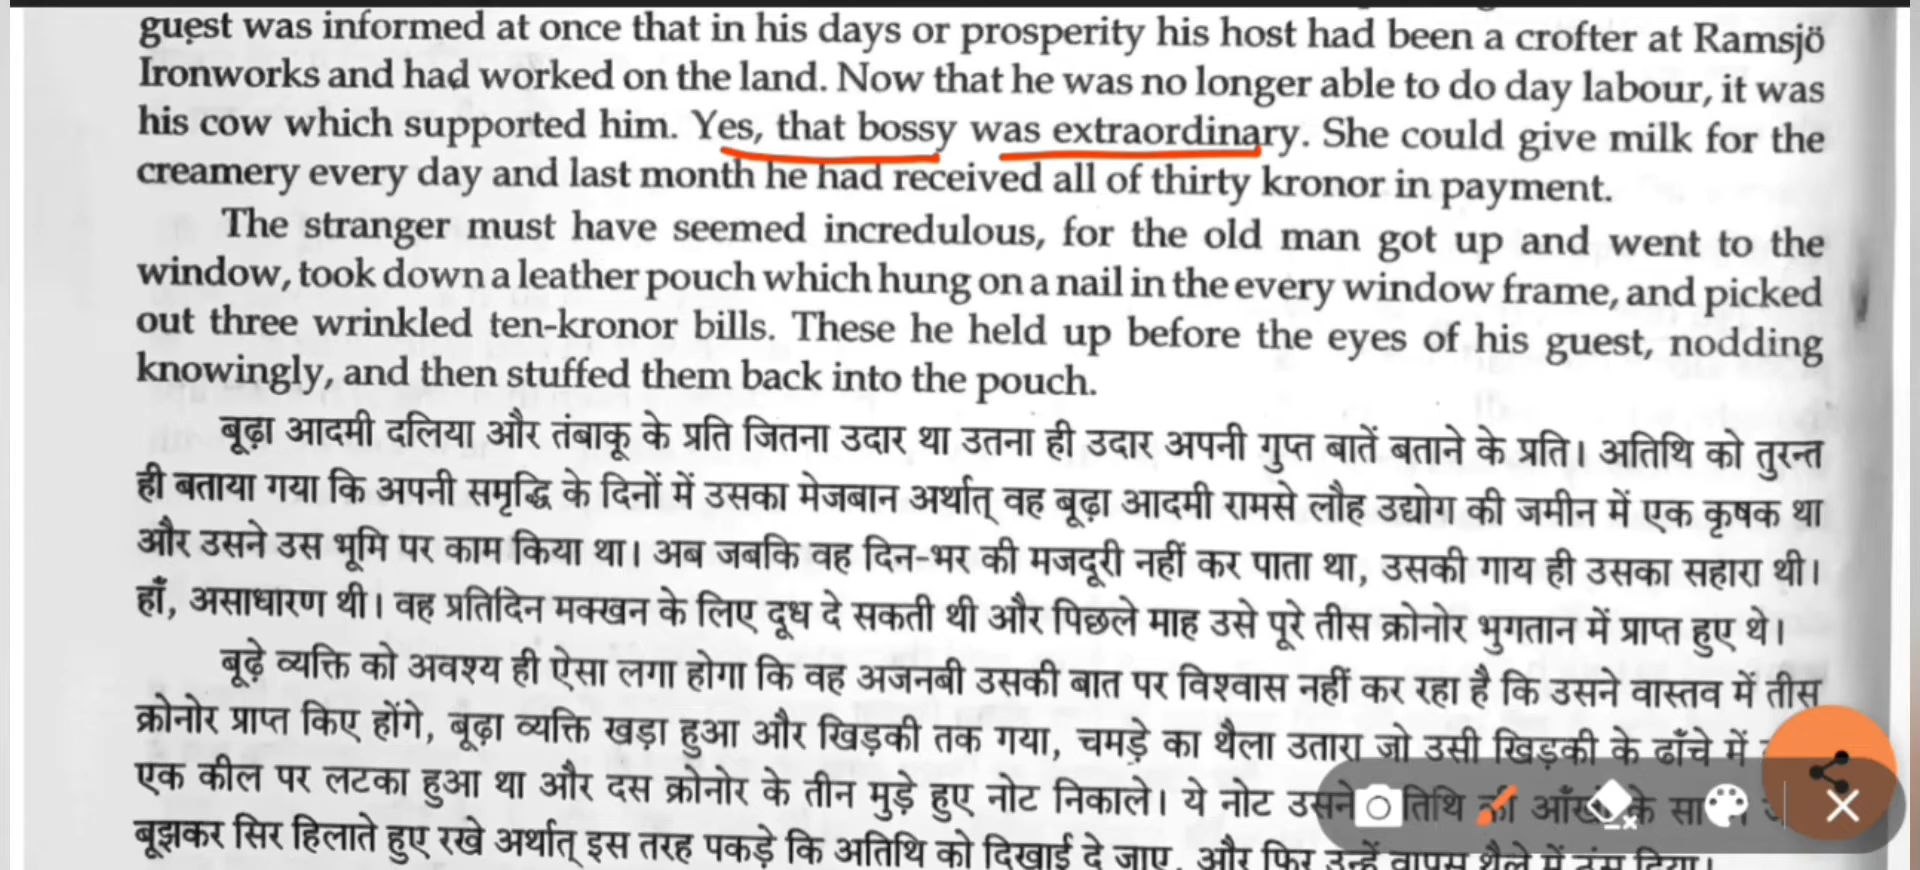 guest was informed at once that in his days or prosperity his host had been a crofter at Ramsjö
Ironworks and had worked on the land. Now that he was no longer able to do day labour, it was
his cow which supported him. Yes, that bossy was extraordinary. She could give milk for the
creamery every day and last month he had received all of thirty kronor in payment.
The stranger must have seemed incredulous, for the old man got up and went to the
window, took down a leather pouch which hung on a nail in the every window frame, and picked
out three wrinkled ten-kronor bills. These he held up before the eyes of his guest, nodding
knowingly, and then stuffed them back into the pouch.
बूढ़ा आदमी दलिया और तंबाकू के प्रति जितना उदार था उतना ही उदार अपनी गुप्त बातें बताने के प्रति। अतिथि को तुरन्त
ही बताया गया कि अपनी समृद्धि के दिनों में उसका मेजबान अर्थात् वह बूढ़ा आदमी रामसे लौह उद्योग की जमीन में एक कृषक था
और उसने उस भूमि पर काम किया था। अब जबकि वह दिन-भर की मजदूरी नहीं कर पाता था, उसकी गाय ही उसका सहारा थी।
हाँ, असाधारण थी। वह प्रतिदिन मक्खन के लिए दूध दे सकती थी और पिछले माह उसे पूरे तीस क्रोनोर भुगतान में प्राप्त हुए थे।
बूढ़े व्यक्ति को अवश्य ही ऐसा लगा होगा कि वह अजनबी उसकी बात पर विश्वास नहीं कर रहा है कि उसने वास्तव में तीस
क्रोनोर प्राप्त किए होंगे, बूढ़ा व्यक्ति खड़ा हुआ और खिड़की तक गया, चमड़े का थैला उतारा जो उसी खिड़की के ढाँचे में
एक कील पर लटका हुआ था और दस क्रोनोर के तीन मुड़े हुए नोट निकाले। ये नोट उसने
बूझकर सिर हिलाते हुए रखे अर्थात् इस तरह पकड़े कि अतिथि को दिखाई दे जाए, और फिर उन्हें वापस थैले में ठूंस दिया।